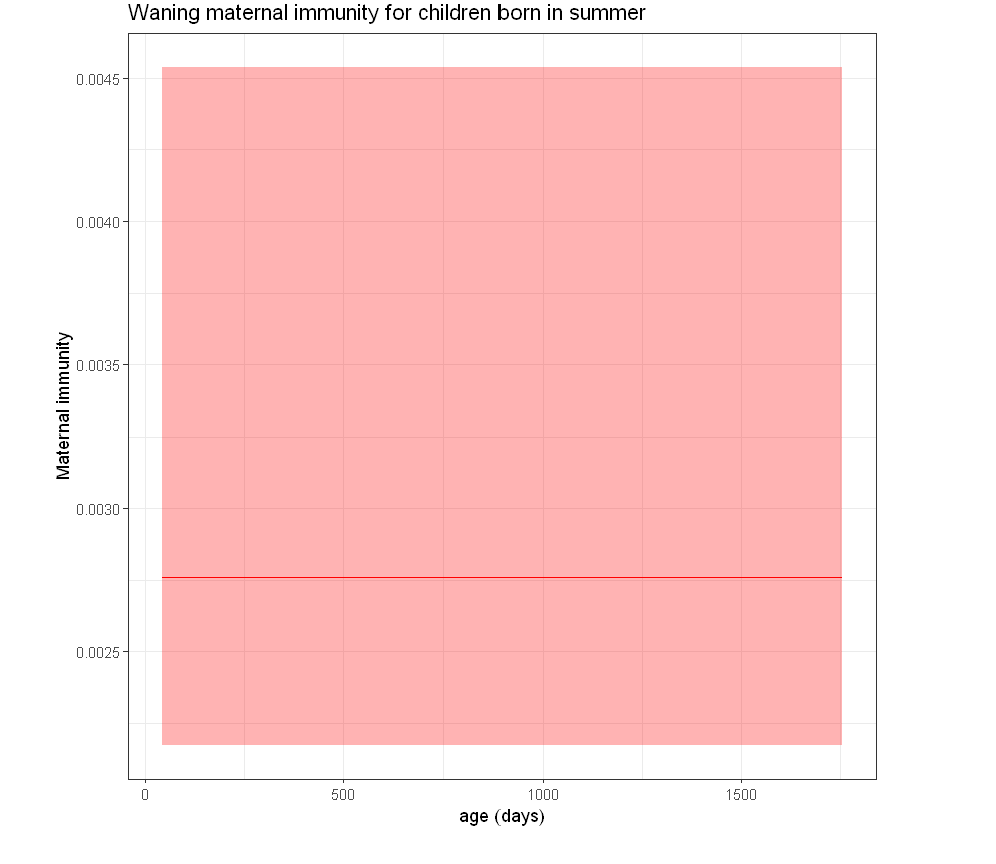 Waning maternal immunity for children born in summer
0.0045
0.0040
0.0035
0.0030
0.0025
Maternal immunity
0 500 1000 1500
age (days)